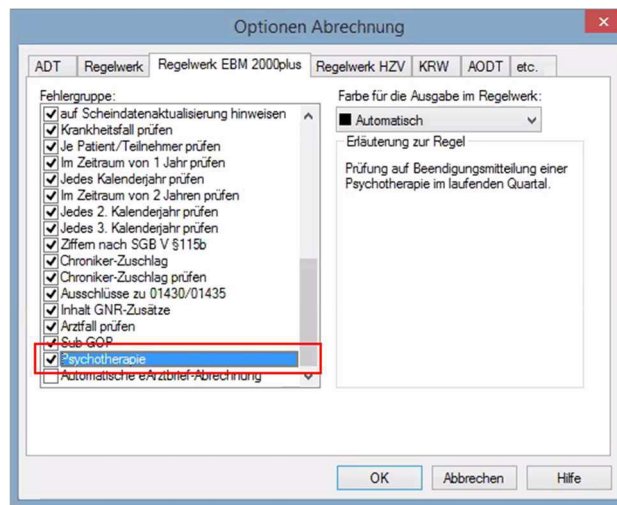 Optionen Abrechnung
ADT Regelwerk Regelwerk EBM 2000plus Regelwerk HZV KRW AODT etc.
Fehlergruppe:
auf Scheindatenaktualisierung hinweisen
Krankheitsfall prüfen
Je Patient/Teilnehmer prüfen
Im Zeitraum von 1 Jahr prüfen
Jedes Kalenderjahr prüfen
Im Zeitraum von 2 Jahren prüfen
Jedes 2. Kalenderjahr prüfen
Jedes 3. Kalenderjahr prüfen
Ziffern nach SGB V §115b
Chroniker-Zuschlag
Chroniker-Zuschlag prüfen
Ausschlüsse zu 01430/01435
Inhalt GNR-Zusätze
Arztfall prüfen
Sub GOP
Psychotherapie
Automatische eArztbrief-Abrechnung
Farbe für die Ausgabe im Regelwerk:
Automatisch
Erläuterung zur Regel
Prüfung auf Beendigungsmitteilung einer
Psychotherapie im laufenden Quartal.
OK Abbrechen Hilfe